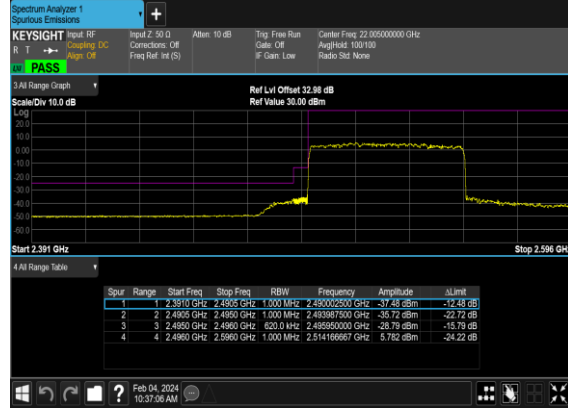 Spectrum Analyzer 1
Spurious Emissions
KEYSIGHT Input: RF Input Z: 50 Ω Atten: 10 dB Trig: Free Run Center Freq: 22.005000000 GHz
R T Coupling: DC Corrections: Off Gate: Off Avg|Hold: 100/100
Align: Off Freq Ref: Int (S) IF Gain: Low Radio Std: None
PASS
3 All Range Graph
Ref Lvl Offset 32.98 dB
Scale/Div 10.0 dB Ref Value 30.00 dBm
Log
20.0
10.0
0.00
-10.0
-20.0
-30.0
-40.0
-50.0
-60.0
Start 2.391 GHz Stop 2.596 GHz
4 All Range Table
Spur Range Start Freq Stop Freq RBW Frequency Amplitude ΔLimit
1 1 2.3910 GHz 2.4905 GHz 1.000 MHz 2.490002500 GHz -37.48 dBm -12.48 dB
2 2 2.4905 GHz 2.4950 GHz 1.000 MHz 2.493987500 GHz -35.72 dBm -22.72 dB
3 3 2.4950 GHz 2.4960 GHz 620.0 kHz 2.495950000 GHz -28.79 dBm -15.79 dB
4 4 2.4960 GHz 2.5960 GHz 1.000 MHz 2.514166667 GHz 5.782 dBm -24.22 dB
? Feb 04, 2024
10:37:06 AM